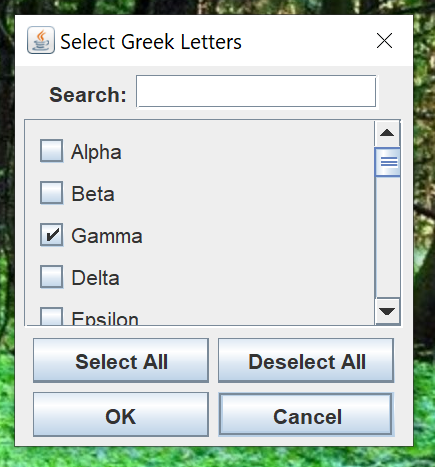 Select Greek Letters
Search:
Alpha
Beta
Gamma
Delta
Epsilon
Select All Deselect All
OK Cancel